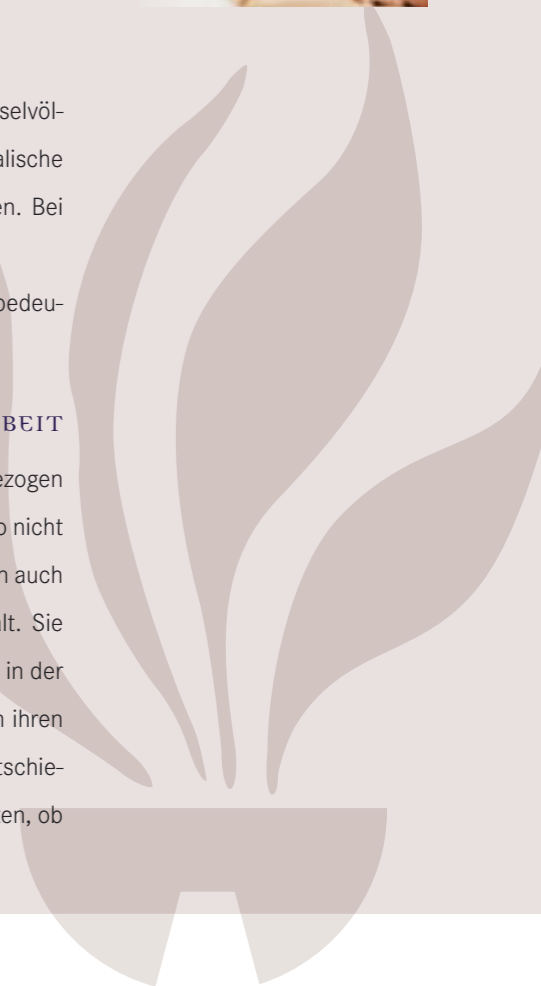 selvöl-
alische
en. Bei
bedeu-
BEIT
ezogen
o nicht
n auch
lt. Sie
in der
n ihren
tschie-
en, ob